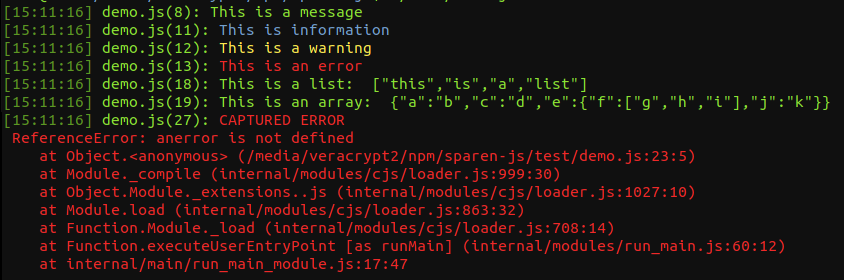 [15:11:16] demo.js(8): This is a message
[15:11:16] demo.js(11): This is information
[15:11:16] demo.js(12): This is a warning
[15:11:16] demo.js(13): This is an error
[15:11:16] demo.js(18): This is a list:  ["this","is","a","list"]
[15:11:16] demo.js(19): This is an array:  {"a":"b","c":"d","e":{"f":["g","h","i"],"j":"k"}}
[15:11:16] demo.js(27): CAPTURED ERROR
ReferenceError: anerror is not defined
at Object.<anonymous> (/media/veracrypt2/npm/sparen-js/test/demo.js:23:5)
at Module._compile (internal/modules/cjs/loader.js:999:30)
at Object.Module._extensions..js (internal/modules/cjs/loader.js:1027:10)
at Module.load (internal/modules/cjs/loader.js:863:32)
at Function.Module._load (internal/modules/cjs/loader.js:708:14)
at Function.executeUserEntryPoint [as runMain] (internal/modules/run_main.js:60:12)
at internal/main/run_main_module.js:17:47